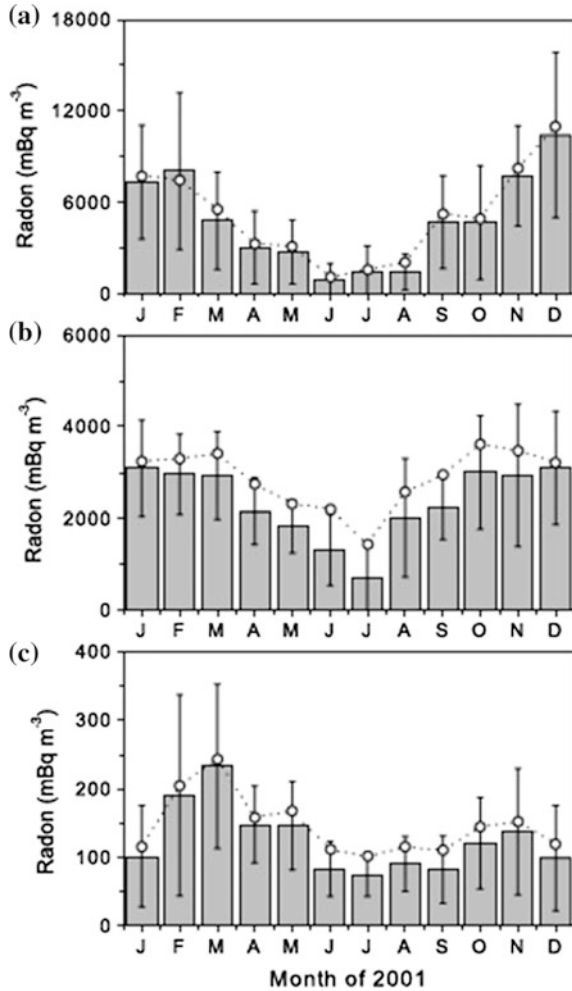 (a)
Radon (mBq m⁻³)
18000
12000
6000
0
J F M A M J J A S O N D
(b)
Radon (mBq m⁻³)
6000
4000
2000
0
J F M A M J J A S O N D
(c)
Radon (mBq m⁻³)
400
300
200
100
0
J F M A M J J A S O N D
Month of 2001